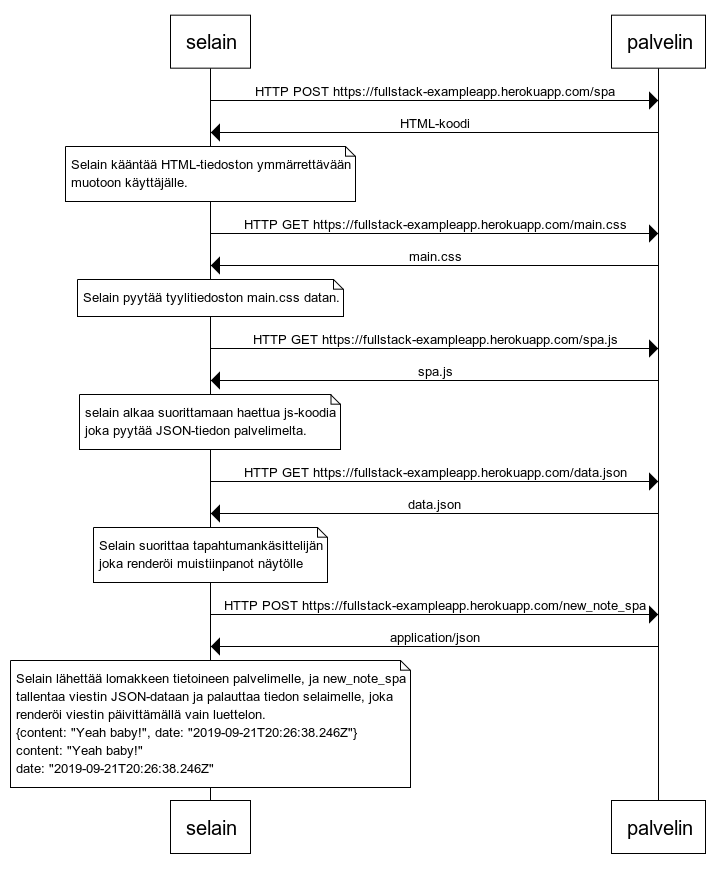 selain
palvelin
HTTP POST https://fullstack-exampleapp.herokuapp.com/spa
HTML-koodi
Selain kääntää HTML-tiedoston ymmärrettävään
muotoon käyttäjälle.
HTTP GET https://fullstack-exampleapp.herokuapp.com/main.css
main.css
Selain pyytää tyylitiedoston main.css datan.
HTTP GET https://fullstack-exampleapp.herokuapp.com/spa.js
spa.js
selain alkaa suorittamaan haettua js-koodia
joka pyytää JSON-tiedon palvelimelta.
HTTP GET https://fullstack-exampleapp.herokuapp.com/data.json
data.json
Selain suorittaa tapahtumankäsittelijän
joka renderöi muistiinpanot näytölle
HTTP POST https://fullstack-exampleapp.herokuapp.com/new_note_spa
application/json
Selain lähettää lomakkeen tietoineen palvelimelle, ja new_note_spa
tallentaa viestin JSON-dataan ja palauttaa tiedon selaimelle, joka
renderöi viestin päivittämällä vain luettelon.
{content: "Yeah baby!", date: "2019-09-21T20:26:38.246Z"}
content: "Yeah baby!"
date: "2019-09-21T20:26:38.246Z"
selain
palvelin